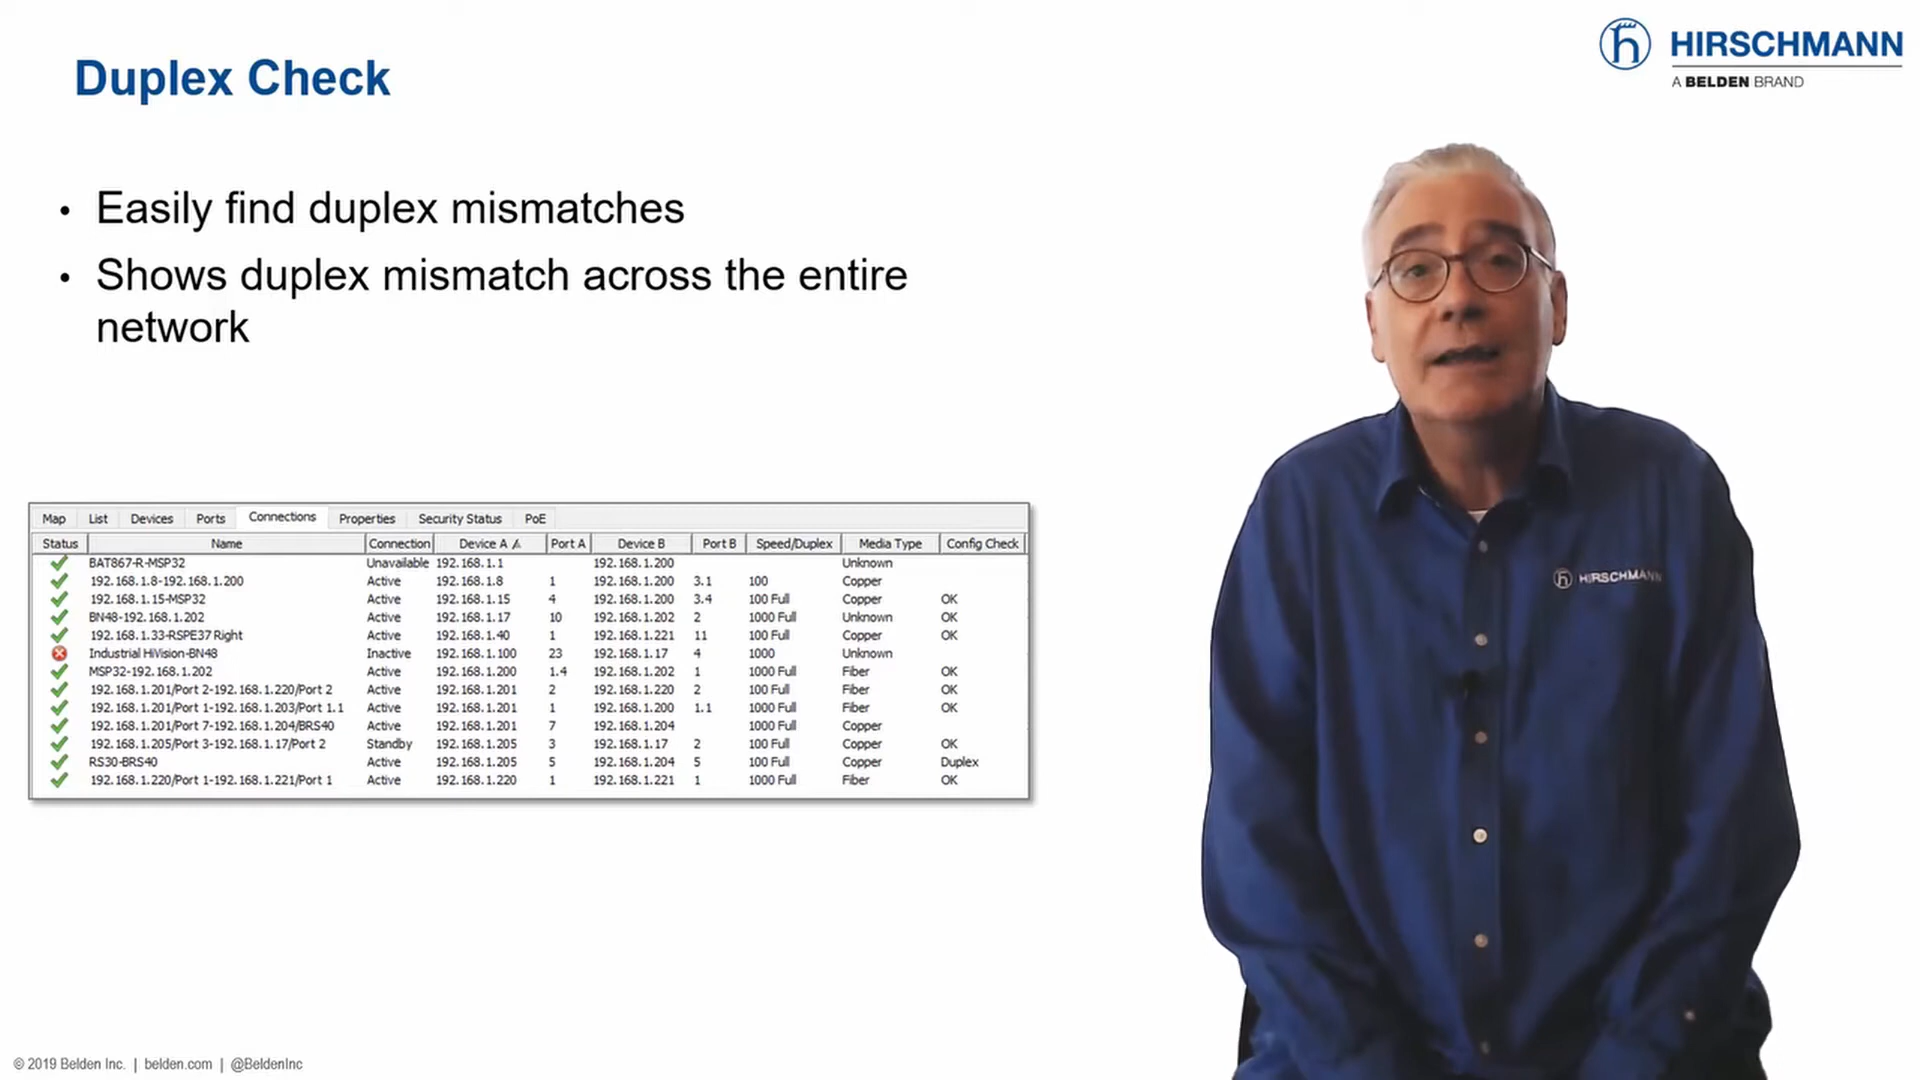 Duplex Check
HIRSCHMANN
A BELDEN BRAND
• Easily find duplex mismatches
• Shows duplex mismatch across the entire
network
Map List Devices Ports Connections Properties Security Status PoE
Status Name Connection Device A Port A Device B Port B Speed/Duplex Media Type Config Check
BAT867-R-MSP32 Unavailable 192.168.1.1 192.168.1.200 Unknown
192.168.1.8-192.168.1.200 Active 192.168.1.8 1 192.168.1.200 3.1 100 Copper
192.168.1.15-MSP32 Active 192.168.1.15 4 192.168.1.200 3.4 100 Full Copper OK
BN48-192.168.1.202 Active 192.168.1.17 10 192.168.1.202 2 1000 Full Unknown OK
192.168.1.33-RSPE37 Right Active 192.168.1.40 1 192.168.1.221 11 100 Full Copper OK
Industrial HiVision-BN48 Inactive 192.168.1.100 23 192.168.1.17 4 1000 Unknown
MSP32-192.168.1.202 Active 192.168.1.200 1.4 192.168.1.202 1 1000 Full Fiber OK
192.168.1.201/Port 2-192.168.1.220/Port 2 Active 192.168.1.201 2 192.168.1.220 2 100 Full Fiber OK
192.168.1.201/Port 1-192.168.1.203/Port 1.1 Active 192.168.1.201 1 192.168.1.200 1.1 1000 Full Fiber OK
192.168.1.201/Port 7-192.168.1.204/BRS40 Active 192.168.1.201 7 192.168.1.204 1000 Full Copper
192.168.1.205/Port 3-192.168.1.17/Port 2 Standby 192.168.1.205 3 192.168.1.17 2 100 Full Copper OK
RS30-BRS40 Active 192.168.1.205 5 192.168.1.204 5 100 Full Copper Duplex
192.168.1.220/Port 1-192.168.1.221/Port 1 Active 192.168.1.220 1 192.168.1.221 1 1000 Full Fiber OK
HIRSCHMANN
© 2019 Belden Inc. | belden.com | @BeldenInc